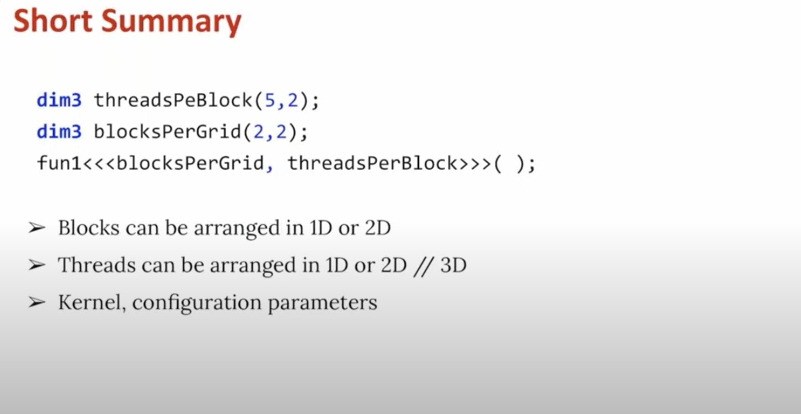 Short Summary
dim3 threadsPeBlock(5,2);
dim3 blocksPerGrid(2,2);
fun1<<<blocksPerGrid, threadsPerBlock>>>( );
➢ Blocks can be arranged in 1D or 2D
➢ Threads can be arranged in 1D or 2D // 3D
➢ Kernel, configuration parameters